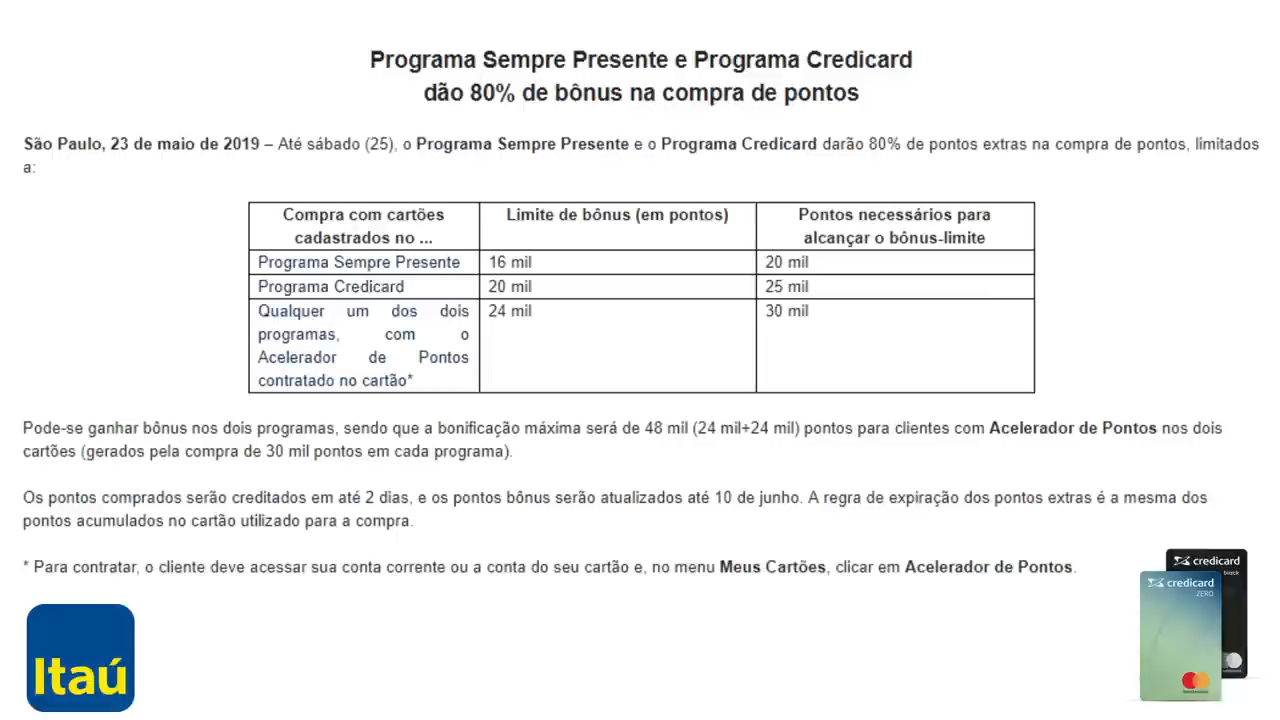 Programa Sempre Presente e Programa Credicard
dão 80% de bônus na compra de pontos
São Paulo, 23 de maio de 2019 – Até sábado (25), o Programa Sempre Presente e o Programa Credicard darão 80% de pontos extras na compra de pontos, limitados
a:
Compra com cartões
cadastrados no ...
Limite de bônus (em pontos)
Pontos necessários para
alcançar o bônus-limite
Programa Sempre Presente
16 mil
20 mil
Programa Credicard
20 mil
25 mil
Qualquer um dos dois
programas, com o
Acelerador de Pontos
contratado no cartão*
24 mil
30 mil
Pode-se ganhar bônus nos dois programas, sendo que a bonificação máxima será de 48 mil (24 mil+24 mil) pontos para clientes com Acelerador de Pontos nos dois
cartões (gerados pela compra de 30 mil pontos em cada programa).
Os pontos comprados serão creditados em até 2 dias, e os pontos bônus serão atualizados até 10 de junho. A regra de expiração dos pontos extras é a mesma dos
pontos acumulados no cartão utilizado para a compra.
* Para contratar, o cliente deve acessar sua conta corrente ou a conta do seu cartão e, no menu Meus Cartões, clicar em Acelerador de Pontos.
Itaú
credicard
black
credicard
ZERO